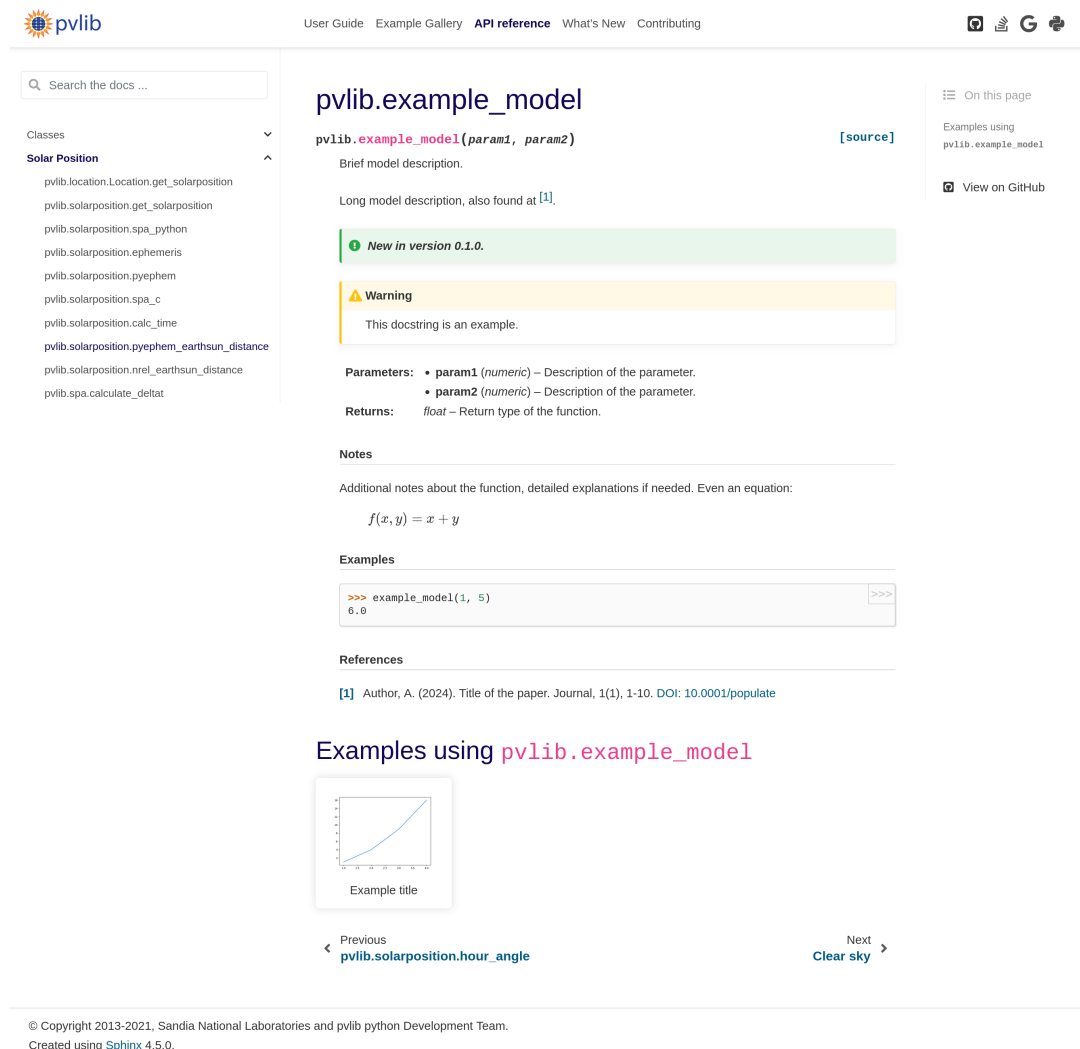 pvlib
User Guide Example Gallery API reference What's New Contributing
Search the docs ...
Classes
Solar Position
pvlib.location.Location.get_solarposition
pvlib.solarposition.get_solarposition
pvlib.solarposition.spa_python
pvlib.solarposition.ephemeris
pvlib.solarposition.pyephem
pvlib.solarposition.spa_c
pvlib.solarposition.calc_time
pvlib.solarposition.pyephem_earthsun_distance
pvlib.solarposition.nrel_earthsun_distance
pvlib.spa.calculate_deltat
pvlib.example_model
pvlib.example_model(param1, param2) [source]
Brief model description.
Long model description, also found at [1].
New in version 0.1.0.
Warning
This docstring is an example.
Parameters: • param1 (numeric) – Description of the parameter.
• param2 (numeric) – Description of the parameter.
Returns: float – Return type of the function.
Notes
Additional notes about the function, detailed explanations if needed. Even an equation:
f(x, y) = x + y
Examples
>>> example_model(1, 5) >>>
6.0
References
[1] Author, A. (2024). Title of the paper. Journal, 1(1), 1-10. DOI: 10.0001/populate
Examples using pvlib.example_model
Example title
Previous
pvlib.solarposition.hour_angle
Next
Clear sky
On this page
Examples using
pvlib.example_model
View on GitHub
© Copyright 2013-2021, Sandia National Laboratories and pvlib python Development Team.
Created using Sphinx 4.5.0.